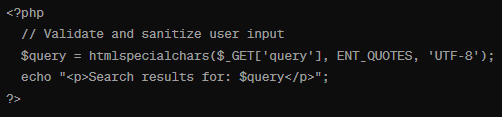 <?php
  // Validate and sanitize user input
  $query = htmlspecialchars($_GET['query'], ENT_QUOTES, 'UTF-8');
  echo "<p>Search results for: $query</p>";
?>